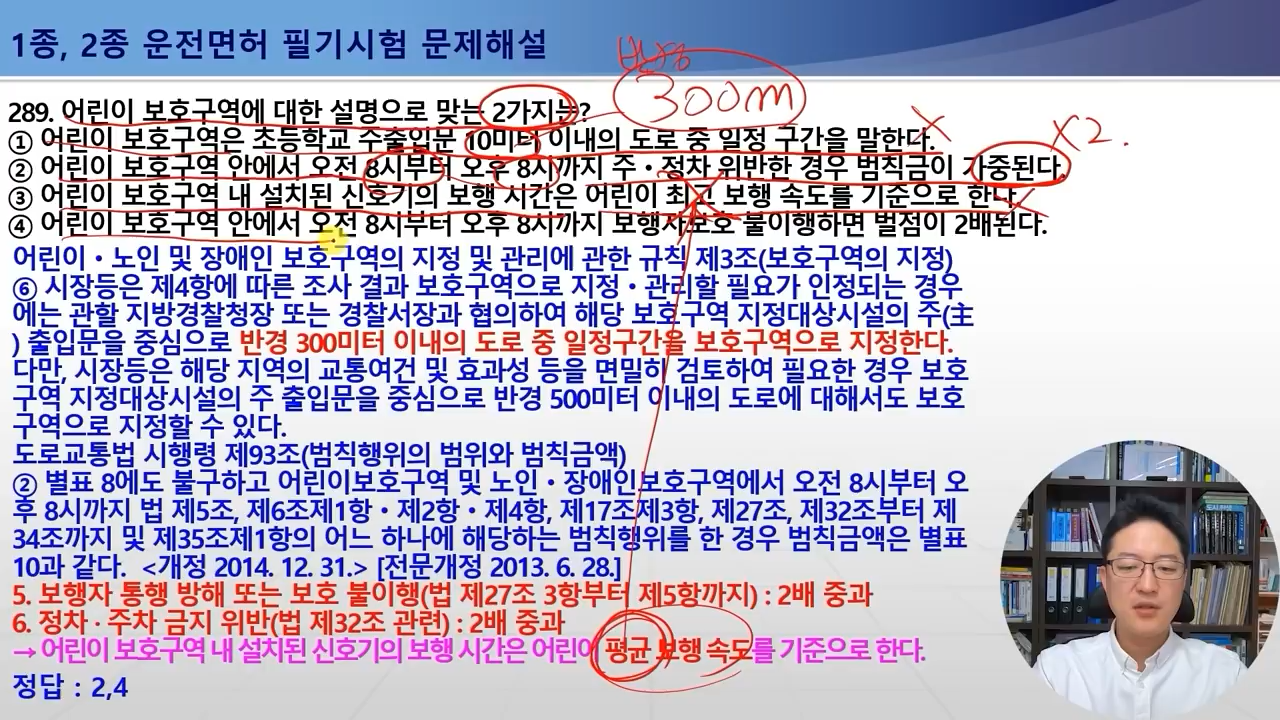 1종, 2종 운전면허 필기시험 문제해설
반경
300m
289. 어린이 보호구역에 대한 설명으로 맞는 2가지는?
① 어린이 보호구역은 초등학교 주출입문 10미터 이내의 도로 중 일정 구간을 말한다.
X
X2.
② 어린이 보호구역 안에서 오전 8시부터 오후 8시까지 주・정차 위반한 경우 범칙금이 가중된다.
③ 어린이 보호구역 내 설치된 신호기의 보행 시간은 어린이 최고 보행 속도를 기준으로 한다.
④ 어린이 보호구역 안에서 오전 8시부터 오후 8시까지 보행자보호 불이행하면 벌점이 2배된다.
어린이・노인 및 장애인 보호구역의 지정 및 관리에 관한 규칙 제3조(보호구역의 지정)
⑥ 시장등은 제4항에 따른 조사 결과 보호구역으로 지정・관리할 필요가 인정되는 경우
에는 관할 지방경찰청장 또는 경찰서장과 협의하여 해당 보호구역 지정대상시설의 주(主
) 출입문을 중심으로 반경 300미터 이내의 도로 중 일정구간을 보호구역으로 지정한다.
다만, 시장등은 해당 지역의 교통여건 및 효과성 등을 면밀히 검토하여 필요한 경우 보호
구역 지정대상시설의 주 출입문을 중심으로 반경 500미터 이내의 도로에 대해서도 보호
구역으로 지정할 수 있다.
도로교통법 시행령 제93조(범칙행위의 범위와 범칙금액)
② 별표 8에도 불구하고 어린이보호구역 및 노인・장애인보호구역에서 오전 8시부터 오
후 8시까지 법 제5조, 제6조제1항・제2항・제4항, 제17조제3항, 제27조, 제32조부터 제
34조까지 및 제35조제1항의 어느 하나에 해당하는 범칙행위를 한 경우 범칙금액은 별표
10과 같다. <개정 2014. 12. 31.> [전문개정 2013. 6. 28.]
5. 보행자 통행 방해 또는 보호 불이행(법 제27조 3항부터 제5항까지) : 2배 중과
6. 정차・주차 금지 위반(법 제32조 관련) : 2배 중과
→ 어린이 보호구역 내 설치된 신호기의 보행 시간은 어린이 평균 보행 속도를 기준으로 한다.
정답 : 2,4